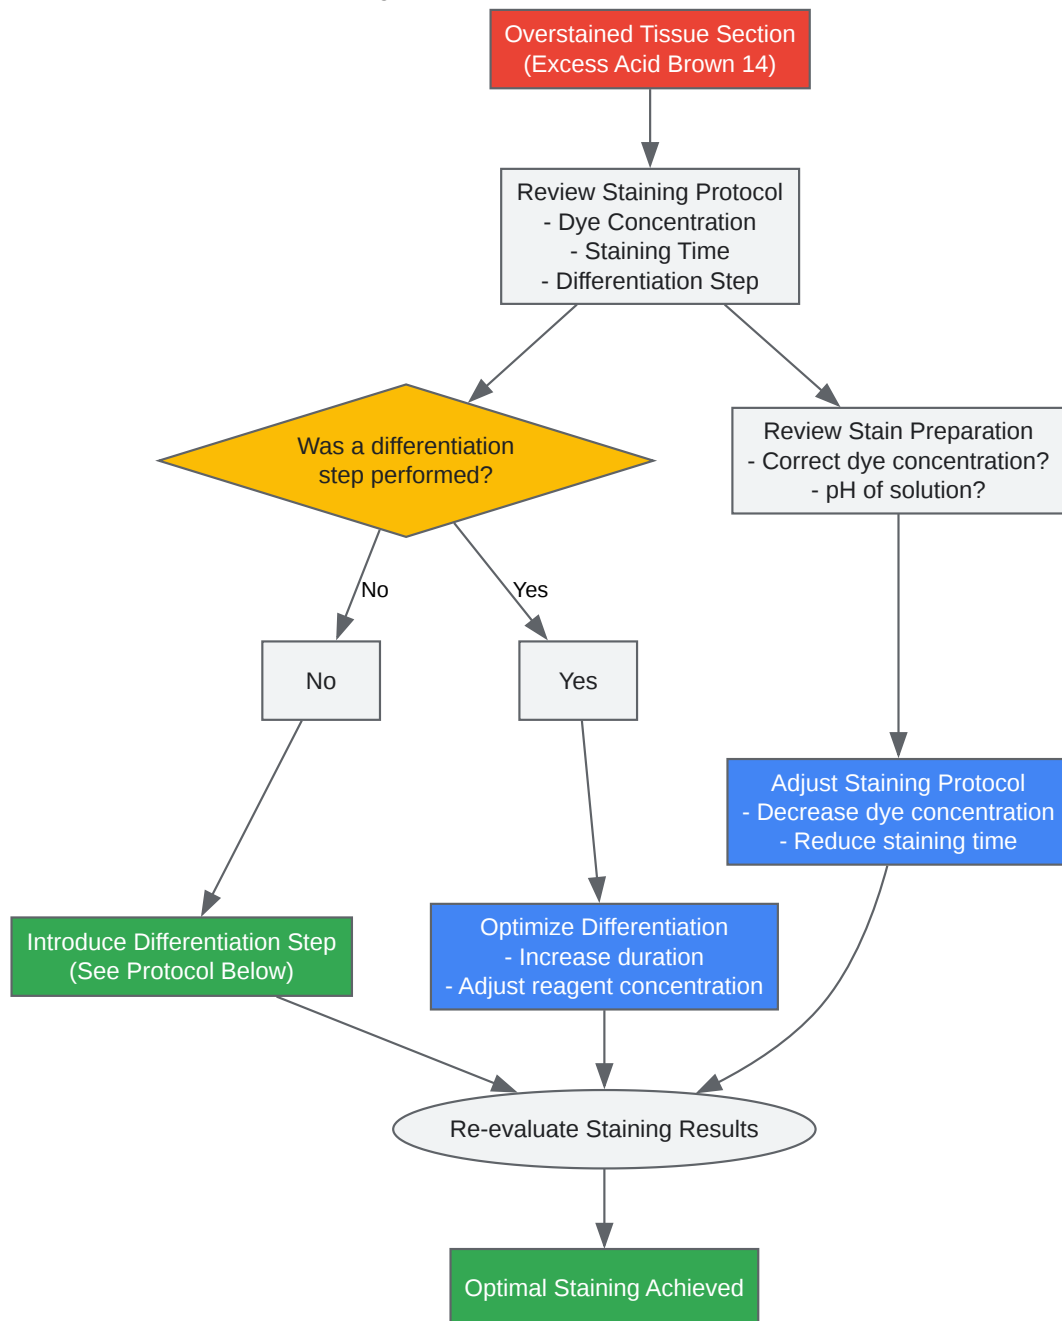 Overstained Tissue Section
(Excess Acid Brown 14)
Review Staining Protocol
- Dye Concentration
- Staining Time
- Differentiation Step
Was a differentiation
step performed?
Review Stain Preparation
- Correct dye concentration?
- pH of solution?
No
Yes
No
Yes
Adjust Staining Protocol
- Decrease dye concentration
- Reduce staining time
Introduce Differentiation Step
(See Protocol Below)
Optimize Differentiation
- Increase duration
- Adjust reagent concentration
Re-evaluate Staining Results
Optimal Staining Achieved